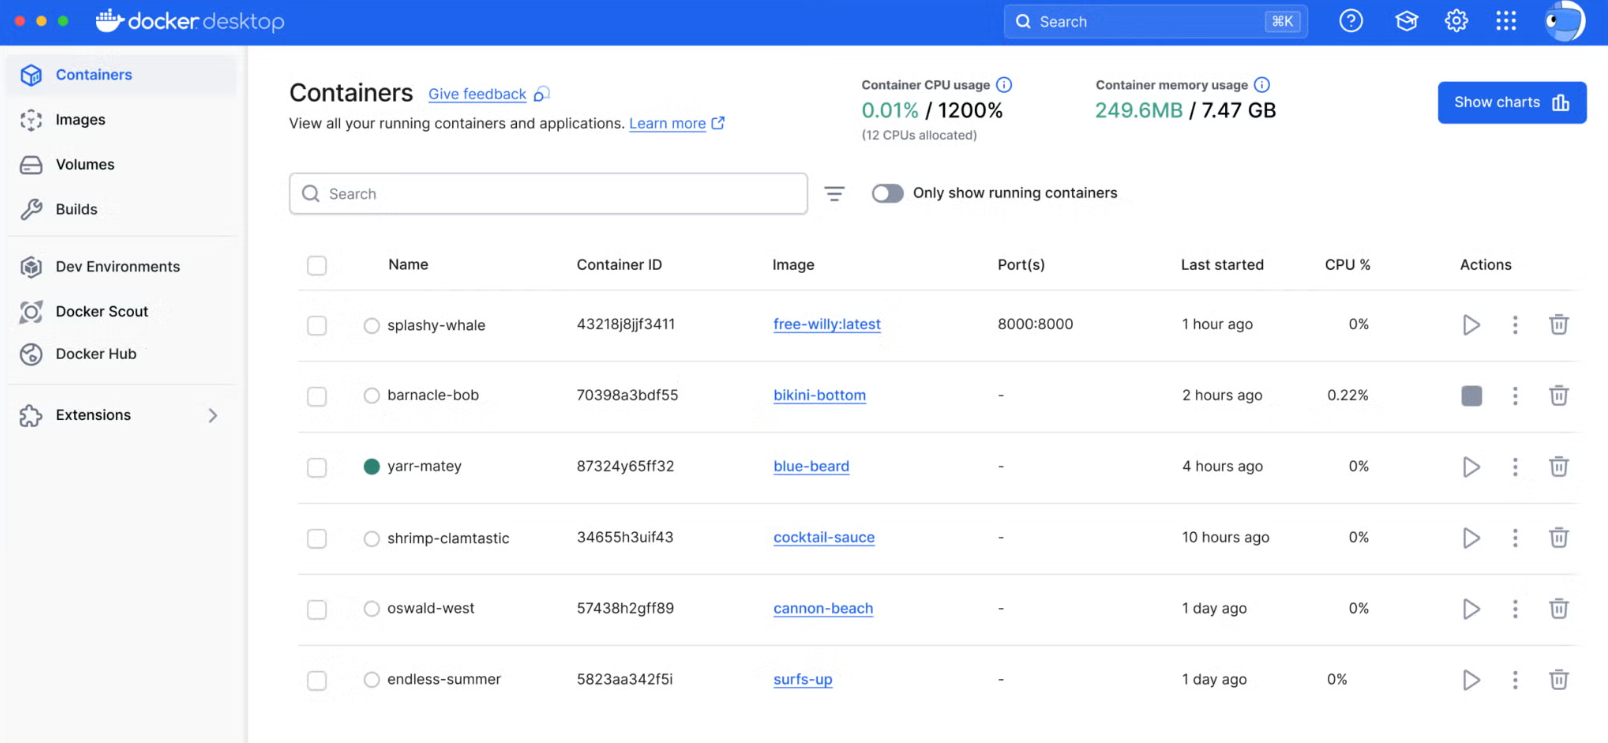 docker desktop
Search ⌘K
Containers
Images
Volumes
Builds
Dev Environments
Docker Scout
Docker Hub
Extensions
Containers Give feedback
View all your running containers and applications. Learn more
Container CPU usage
0.01% / 1200%
(12 CPUs allocated)
Container memory usage
249.6MB / 7.47 GB
Show charts
Search
Only show running containers
Name Container ID Image Port(s) Last started CPU % Actions
splashy-whale 43218j8jjf3411 free-willy:latest 8000:8000 1 hour ago 0%
barnacle-bob 70398a3bdf55 bikini-bottom - 2 hours ago 0.22%
yarr-matey 87324y65ff32 blue-beard - 4 hours ago 0%
shrimp-clamtastic 34655h3uif43 cocktail-sauce - 10 hours ago 0%
oswald-west 57438h2gff89 cannon-beach - 1 day ago 0%
endless-summer 5823aa342f5i surfs-up - 1 day ago 0%